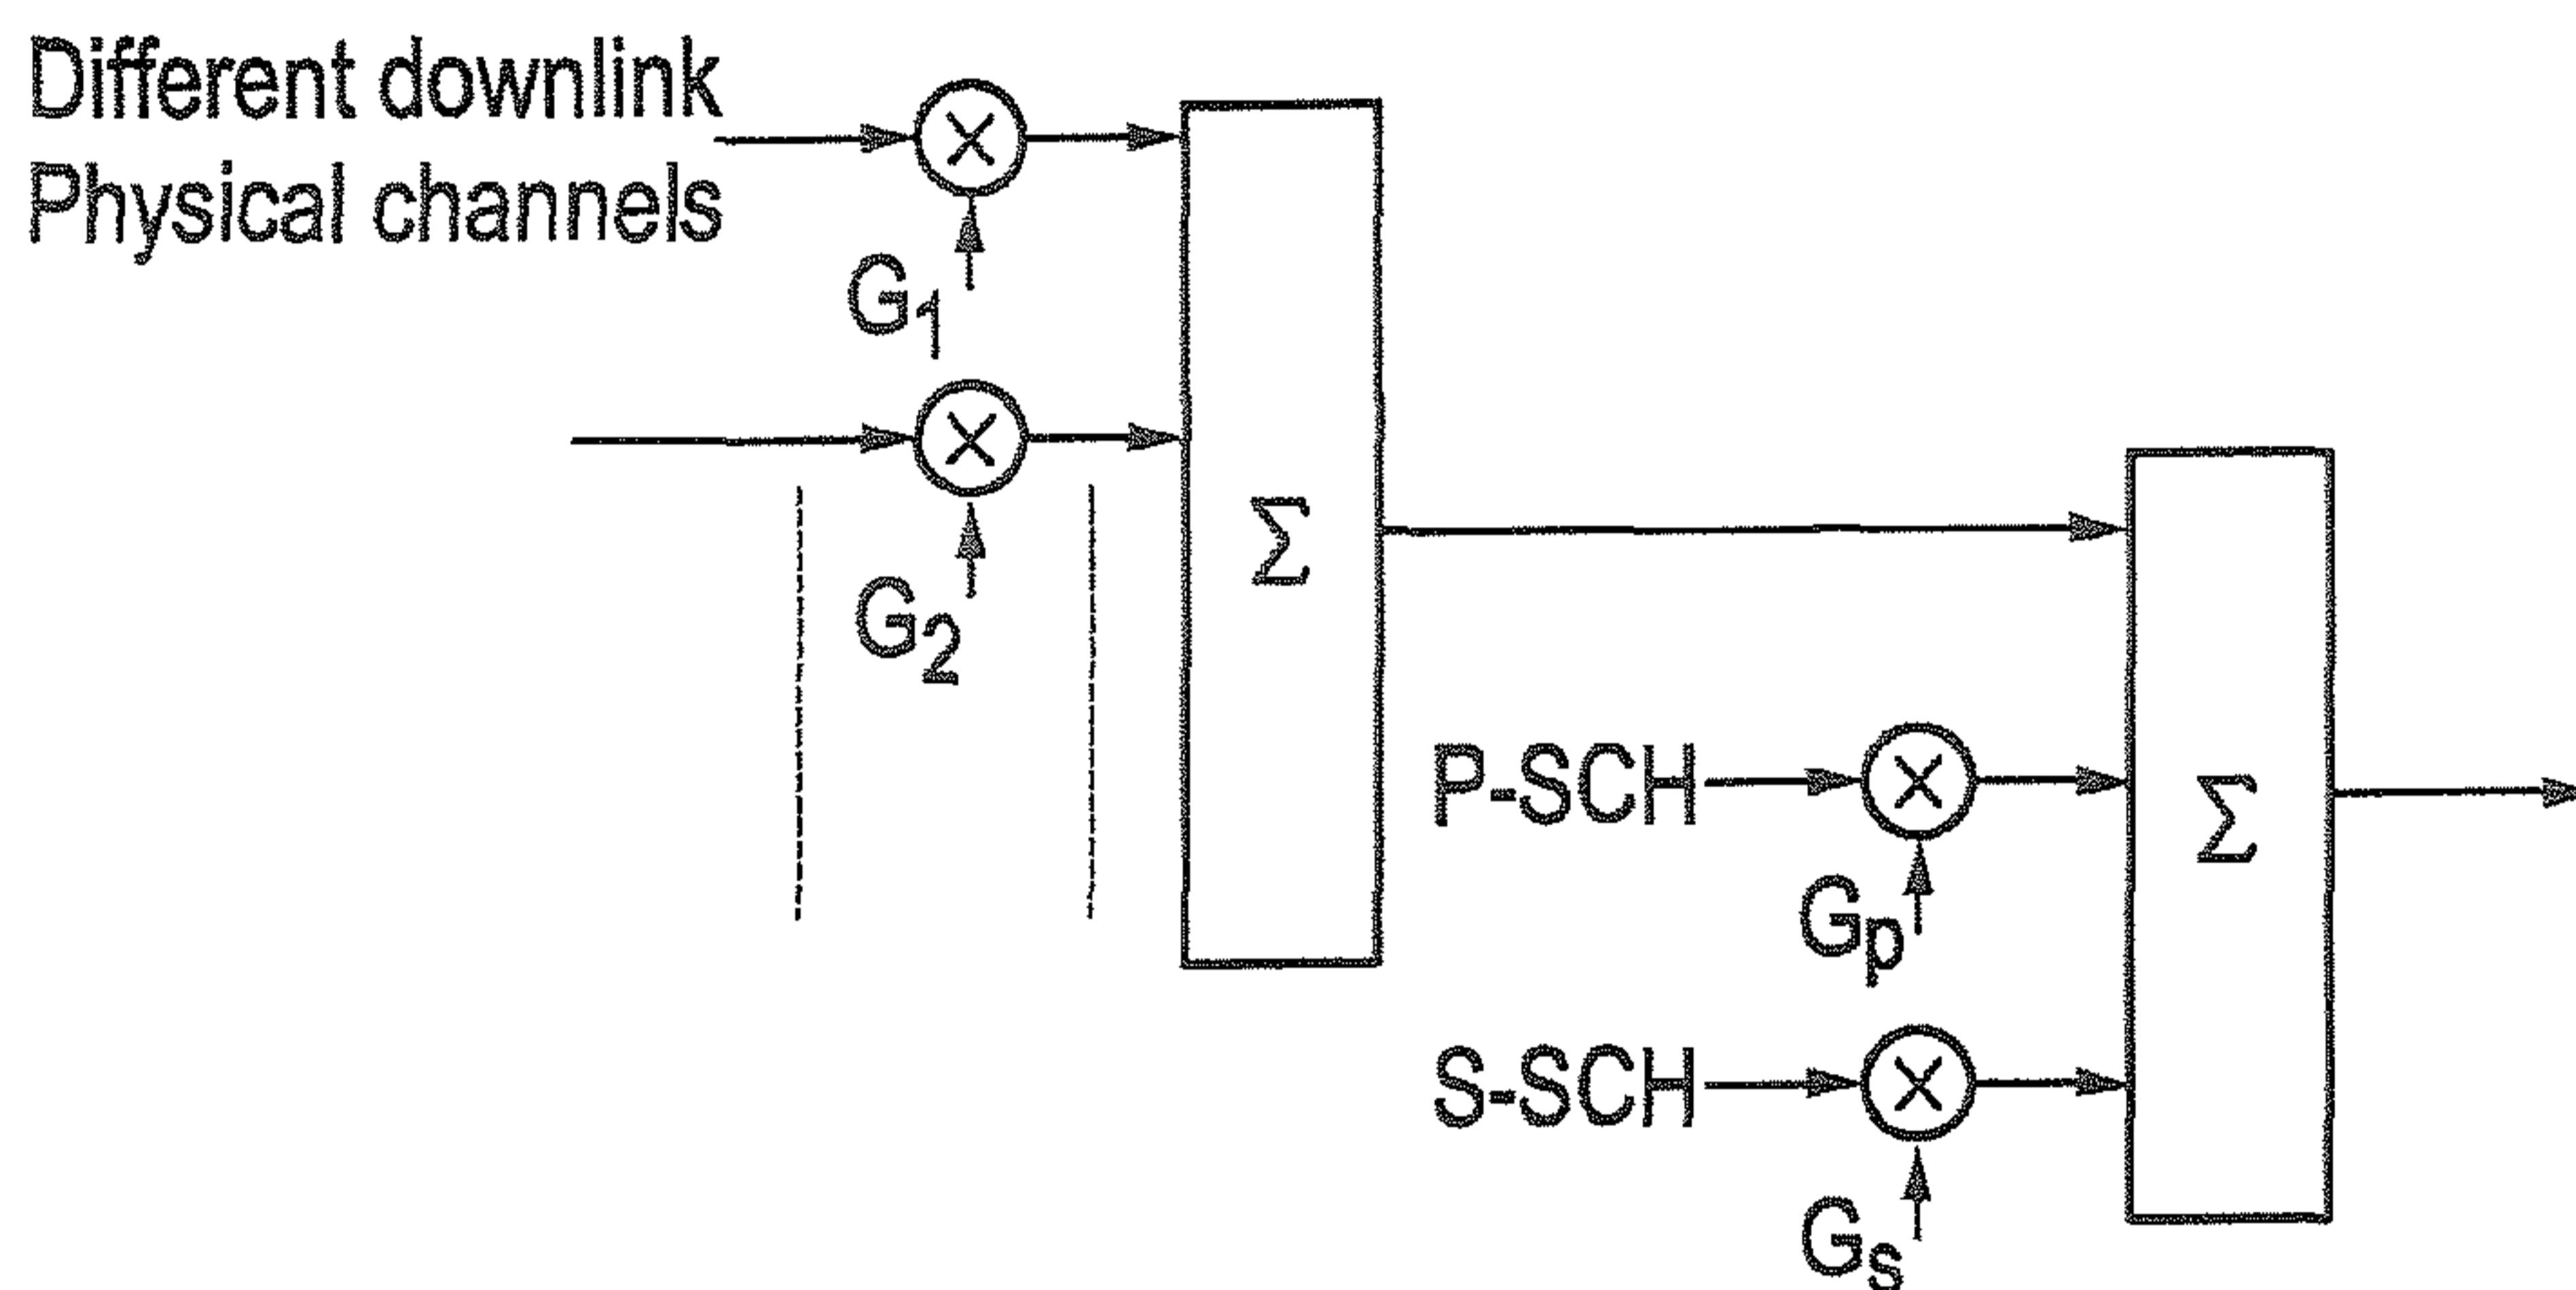 Different downlink
Physical channels
G1
G2
Σ
P-SCH
Gp
S-SCH
Gs
Σ